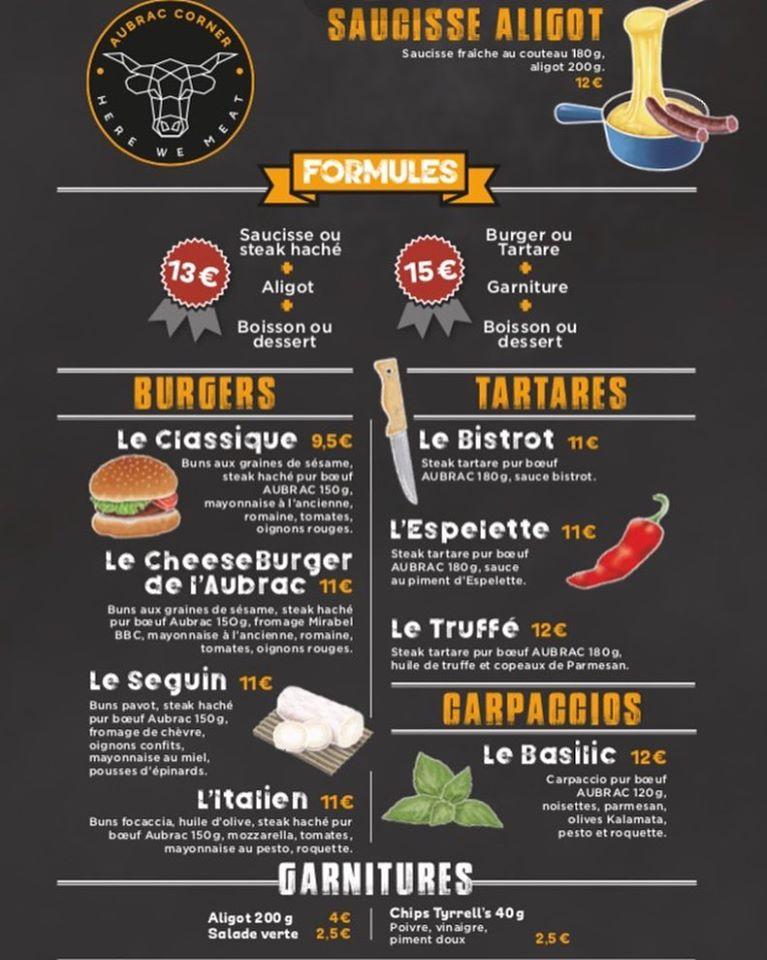 AUBRAC CORNER
HERE WE MEAT
SAUCISSE ALIGOT
Saucisse fraîche au couteau 180g,
aligot 200g.
12€
FORMULES
13€
Saucisse ou
steak haché
+
Aligot
+
Boisson ou
dessert
15€
Burger ou
Tartare
+
Garniture
+
Boisson ou
dessert
BURGERS
Le Classique 9,5€
Buns aux graines de sésame,
steak haché pur bœuf
AUBRAC 150g,
mayonnaise à l'ancienne,
romaine, tomates,
oignons rouges.
Le CheeseBurger
de l'Aubrac 11€
Buns aux graines de sésame, steak haché
pur bœuf Aubrac 150g, fromage Mirabel
BBC, mayonnaise à l'ancienne, romaine,
tomates, oignons rouges.
Le Seguin 11€
Buns pavot, steak haché
pur bœuf Aubrac 150g,
fromage de chèvre,
oignons confits,
mayonnaise au miel,
pousses d'épinards.
L'Italien 11€
Buns focaccia, huile d'olive, steak haché pur
bœuf Aubrac 150g, mozzarella, tomates,
mayonnaise au pesto, roquette.
TARTARES
Le Bistrot 11€
Steak tartare pur bœuf
AUBRAC 180g, sauce bistrot.
L'Espelette 11€
Steak tartare pur bœuf
AUBRAC 180g, sauce
au piment d'Espelette.
Le Truffé 12€
Steak tartare pur bœuf AUBRAC 180g,
huile de truffe et copeaux de Parmesan.
CARPACCIOS
Le Basilic 12€
Carpaccio pur bœuf
AUBRAC 120g,
noisettes, parmesan,
olives Kalamata,
pesto et roquette.
GARNITURES
Aligot 200 g 4€
Salade verte 2,5€
Chips Tyrrell's 40g
Poivre, vinaigre,
piment doux 2,5€